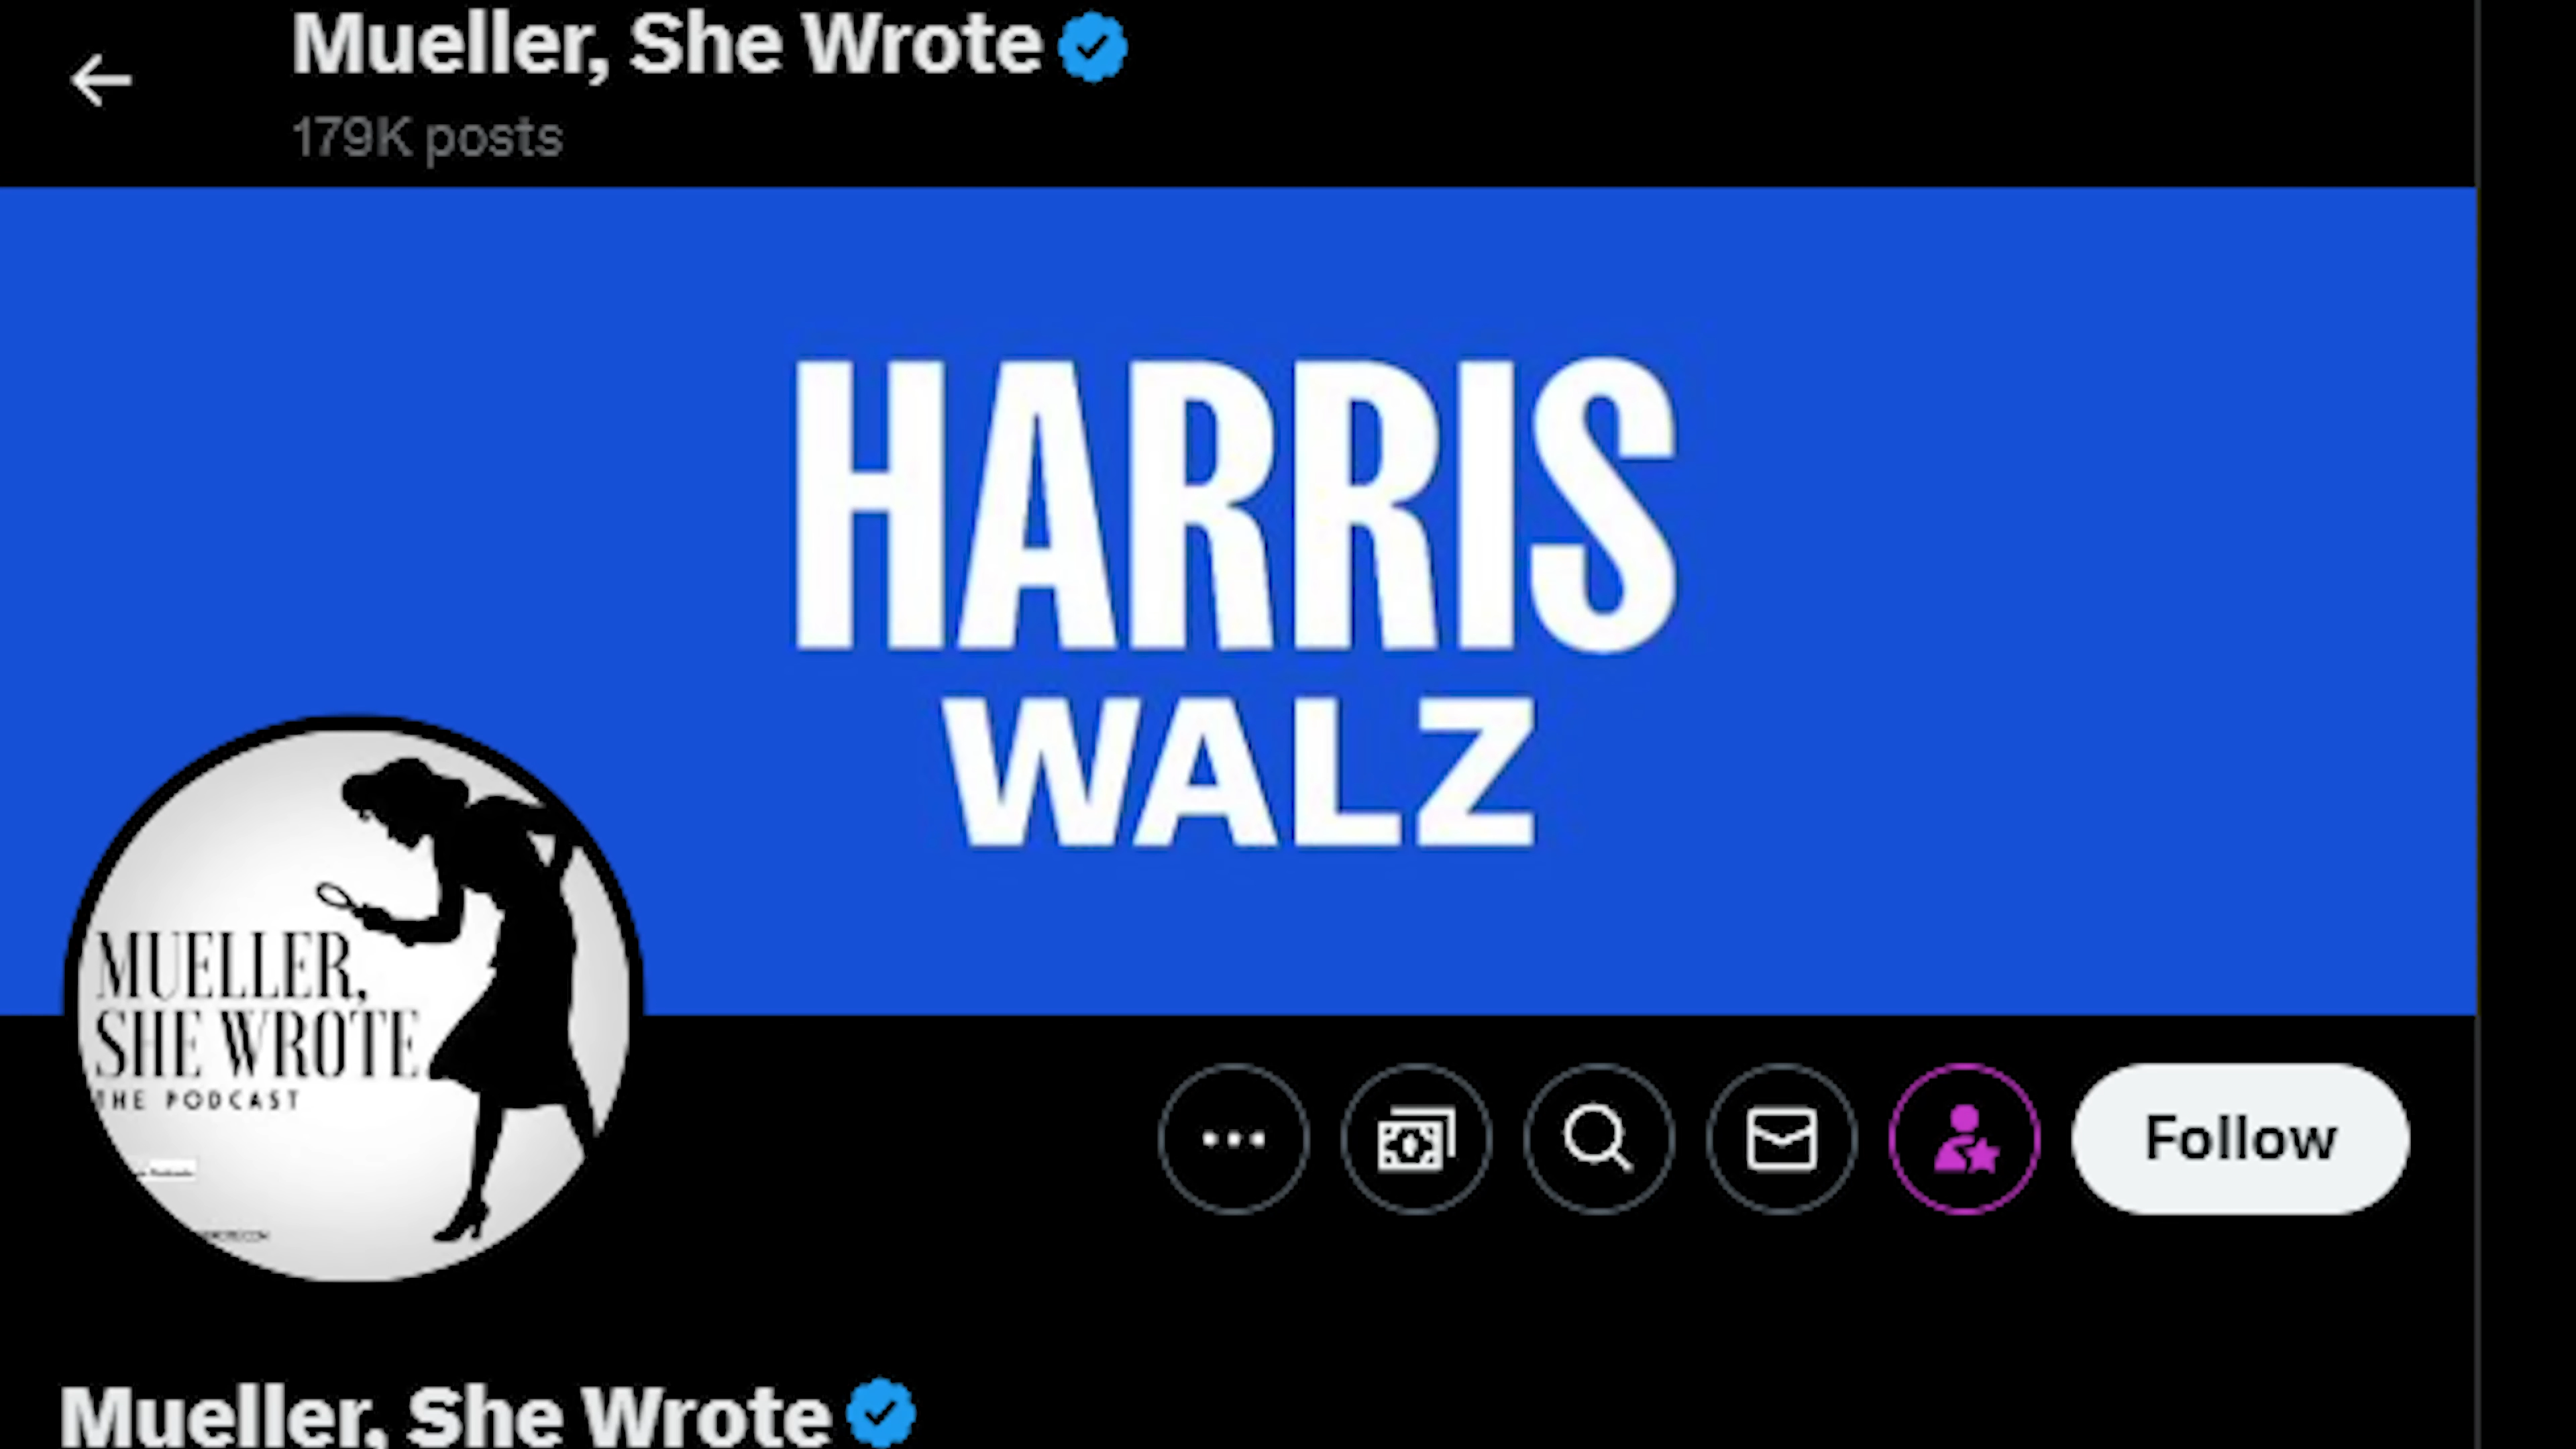 Mueller, She Wrote
179K posts
HARRIS
WALZ
MUELLER,
SHE WROTE
THE PODCAST
Follow
Mueller, She Wrote